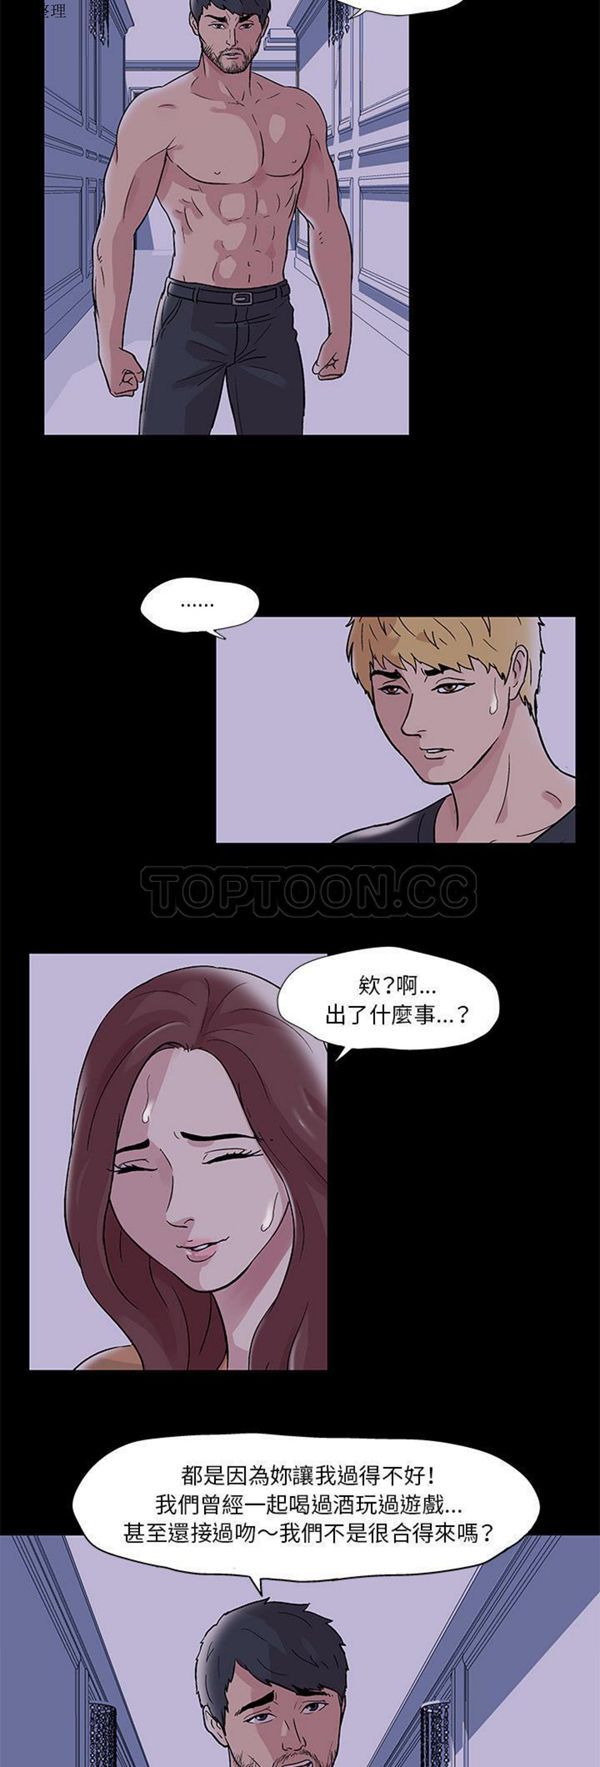 整理
......
TOPTOON.CC
欸?啊...
出了什麼事...?
都是因為妳讓我過得不好!
我們曾經一起喝過酒玩過遊戲...
甚至還接過吻～我們不是很合得來嗎?